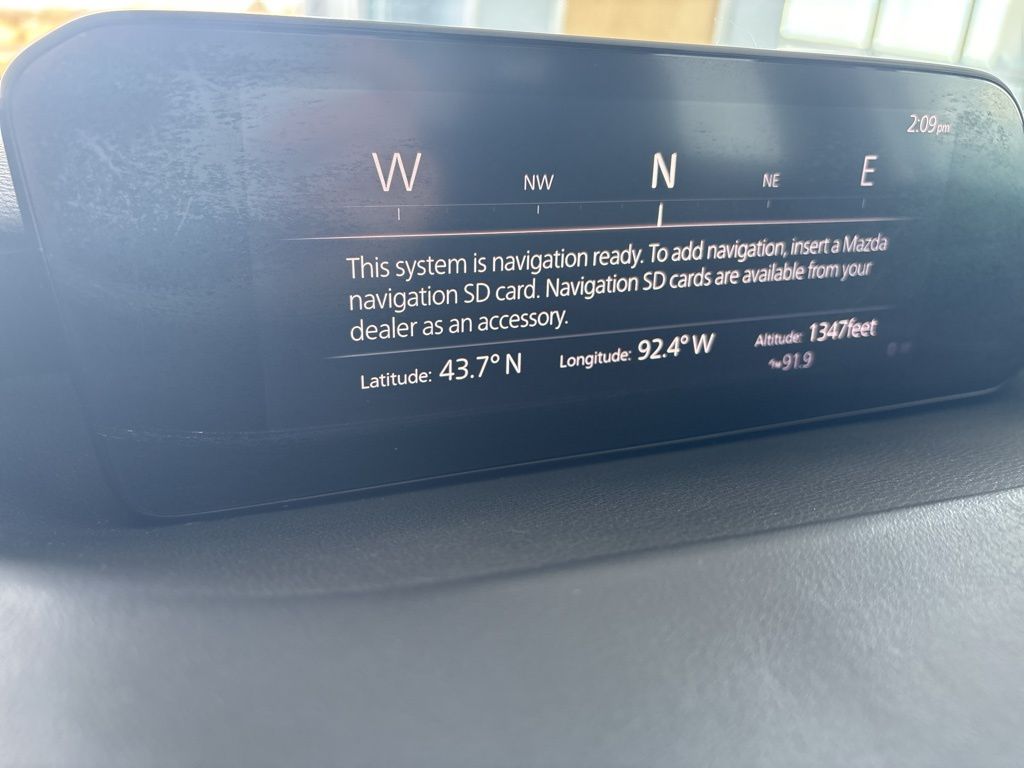 2:09pm
W NW N NE E
This system is navigation ready. To add navigation, insert a Mazda
navigation SD card. Navigation SD cards are available from your
dealer as an accessory.
Latitude: 43.7° N Longitude: 92.4° W Altitude: 1347feet
91.9